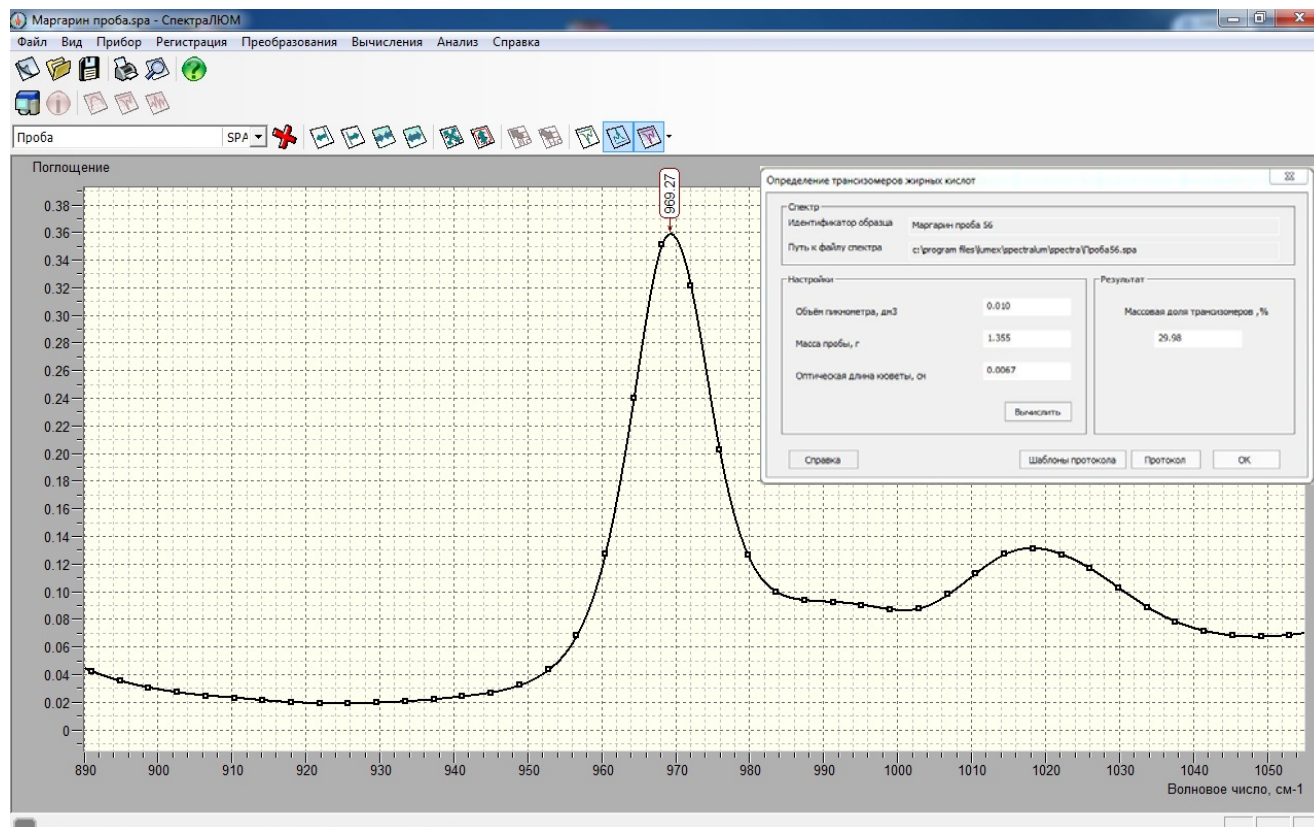 Маргарин проба.spa - СпектраЛЮМ
Файл Вид Прибор Регистрация Преобразования Вычисления Анализ Справка
Проба SPA
Поглощение
969.27
0.38
0.36
0.34
0.32
0.30
0.28
0.26
0.24
0.22
0.20
0.18
0.16
0.14
0.12
0.10
0.08
0.06
0.04
0.02
0
890 900 910 920 930 940 950 960 970 980 990 1000 1010 1020 1030 1040 1050
Волновое число, см-1
Определение трансизомеров жирных кислот
Спектр
Идентификатор образца Маргарин проба 56
Путь к файлу спектра c:\program files\lumex\spectralum\spectra\Проба56.spa
Настройки
Объём пикнометра, дм3 0.010
Масса пробы, г 1.355
Оптическая длина кюветы, см 0.0067
Вычислить
Результат
Массовая доля трансизомеров ,%
29.98
Справка Шаблоны протокола Протокол ОК